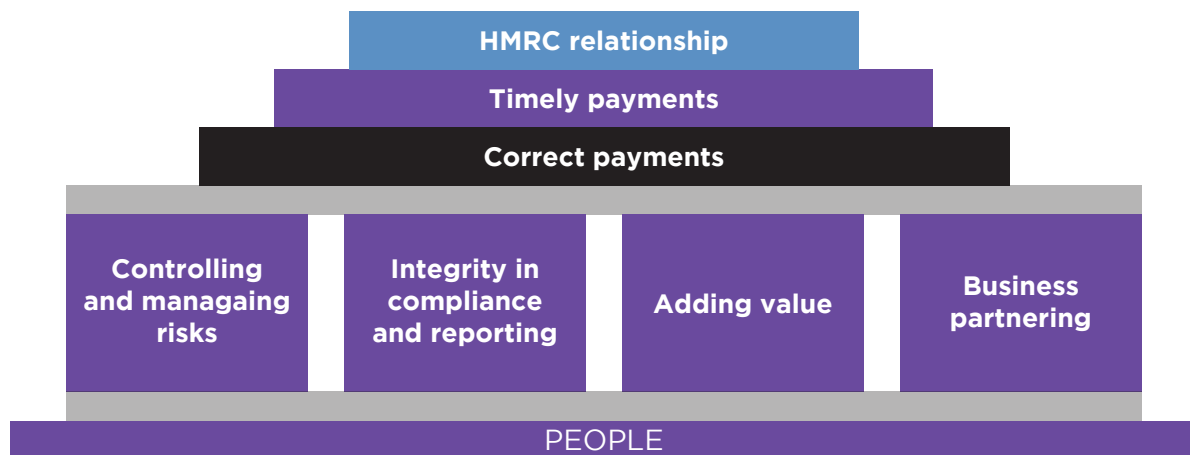 HMRC relationship
Timely payments
Correct payments
Controlling
and managaing
risks
Integrity in
compliance
and reporting
Adding value
Business
partnering
PEOPLE